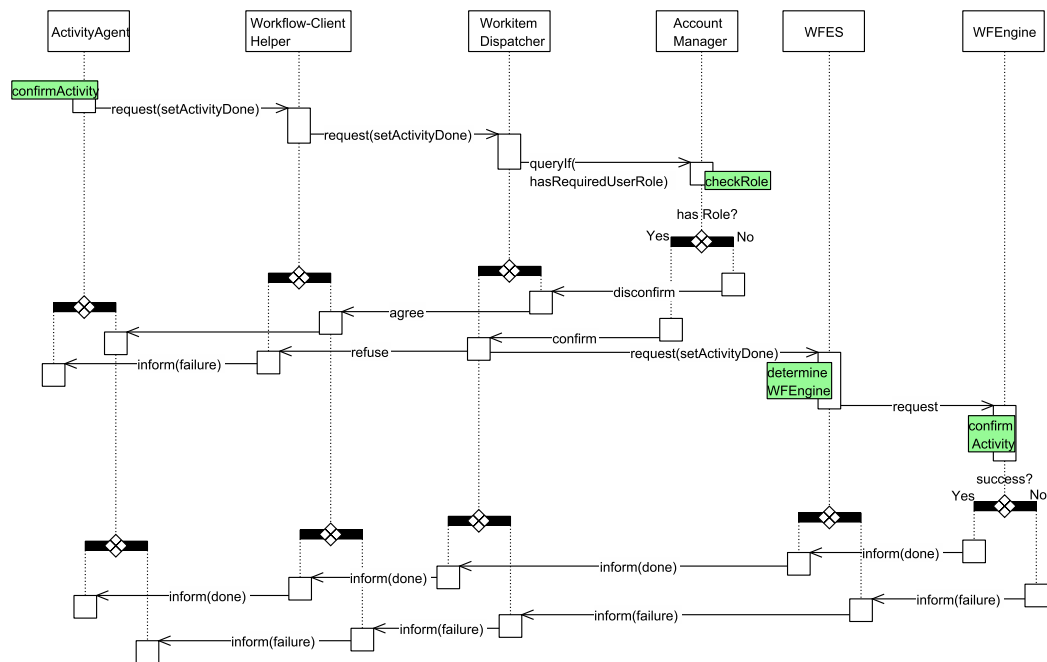 ActivityAgent
Workflow-Client
Helper
Workitem
Dispatcher
Account
Manager
WFES
WFEngine
confirmActivity
request(setActivityDone)
request(setActivityDone)
queryIf(
hasRequiredUserRole)
checkRole
has Role?
Yes
No
disconfirm
agree
confirm
refuse
request(setActivityDone)
inform(failure)
determine
WFEngine
request
confirm
Activity
success?
Yes
No
inform(done)
inform(done)
inform(done)
inform(done)
inform(failure)
inform(failure)
inform(failure)
inform(failure)